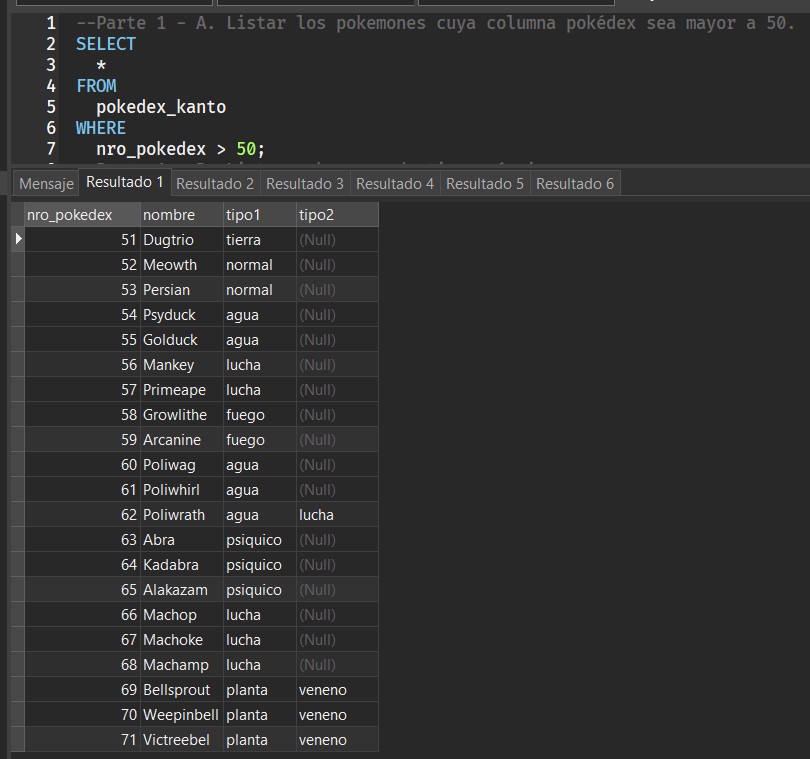 1 --Parte 1 - A. Listar los pokemones cuya columna pokédex sea mayor a 50.
2 SELECT
3 *
4 FROM
5 pokedex_kanto
6 WHERE
7 nro_pokedex > 50;
Mensaje Resultado 1 Resultado 2 Resultado 3 Resultado 4 Resultado 5 Resultado 6
nro_pokedex nombre tipo1 tipo2
51 Dugtrio tierra (Null)
52 Meowth normal (Null)
53 Persian normal (Null)
54 Psyduck agua (Null)
55 Golduck agua (Null)
56 Mankey lucha (Null)
57 Primeape lucha (Null)
58 Growlithe fuego (Null)
59 Arcanine fuego (Null)
60 Poliwag agua (Null)
61 Poliwhirl agua (Null)
62 Poliwrath agua lucha
63 Abra psiquico (Null)
64 Kadabra psiquico (Null)
65 Alakazam psiquico (Null)
66 Machop lucha (Null)
67 Machoke lucha (Null)
68 Machamp lucha (Null)
69 Bellsprout planta veneno
70 Weepinbell planta veneno
71 Victreebel planta veneno